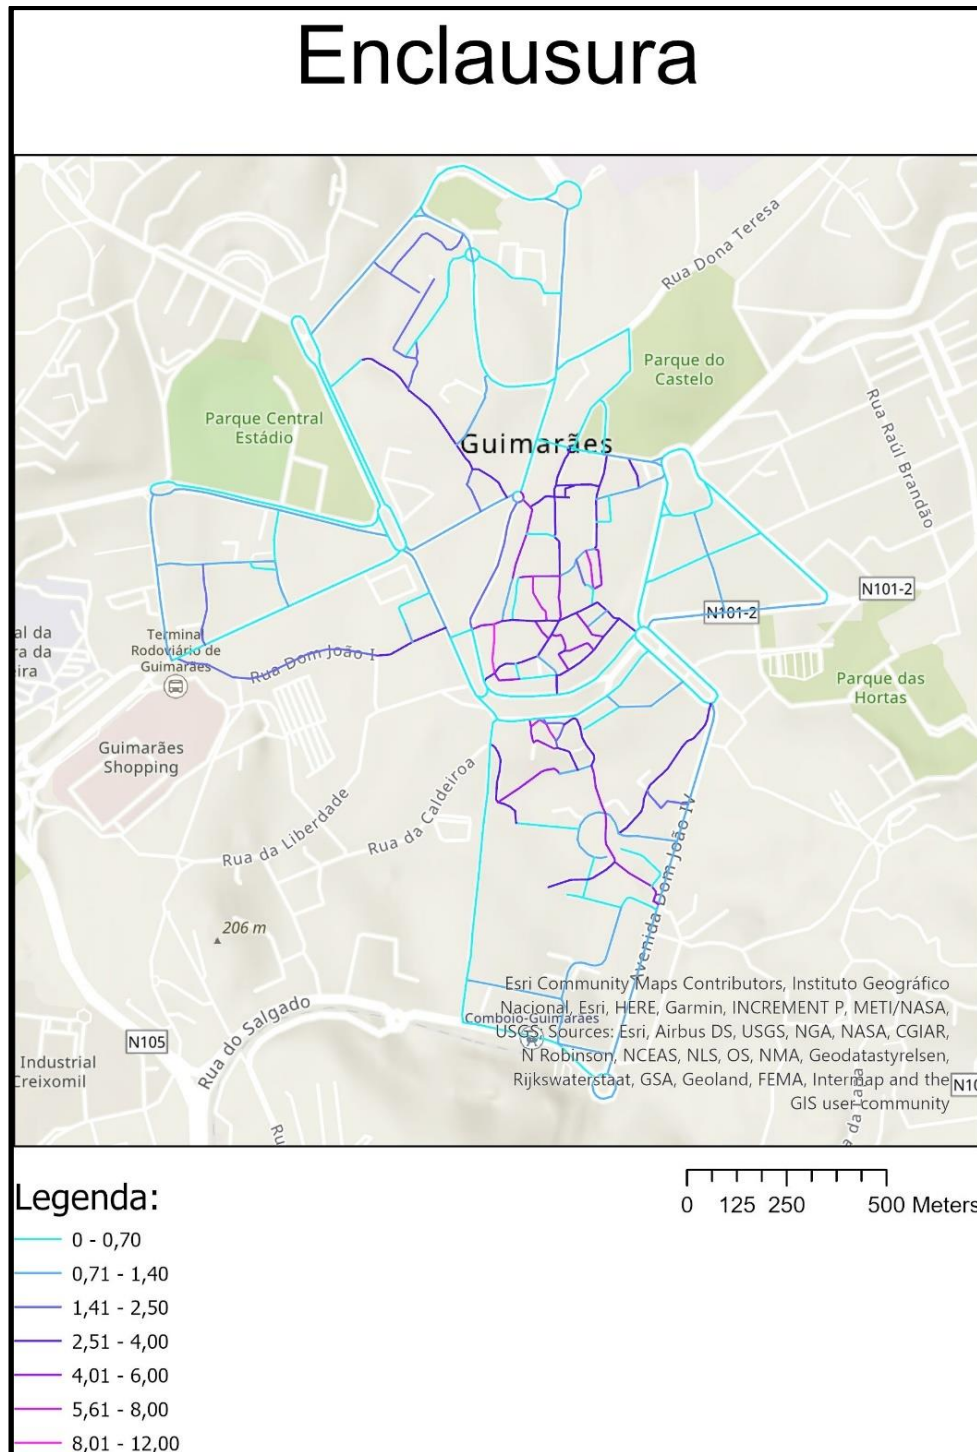 Enclausura
Rua Dona Teresa
Parque do
Castelo
Rua Raúl Brandão
Parque Central
Estádio
Guimarães
N101-2
N101-2
al da
ra da
eira
Terminal
Rodoviário de
Guimarães
Rua Dom João I
Parque das
Hortas
Guimarães
Shopping
Rua da Liberdade
Rua da Caldeiroa
Avenida Dom João IV
206 m
Esri Community Maps Contributors, Instituto Geográfico
Nacional, Esri, HERE, Garmin, INCREMENT P, METI/NASA,
USGS; Sources: Esri, Airbus DS, USGS, NGA, NASA, CGIAR,
N Robinson, NCEAS, NLS, OS, NMA, Geodatastyrelsen,
Rijkswaterstaat, GSA, Geoland, FEMA, Intermap and the
GIS user community
Comboio-Guimarães
N105
Rua do Salgado
Industrial
Creixomil
N10
Ru
a da
Legenda:
0 125 250 500 Meters
0 - 0,70
0,71 - 1,40
1,41 - 2,50
2,51 - 4,00
4,01 - 6,00
5,61 - 8,00
8,01 - 12,00